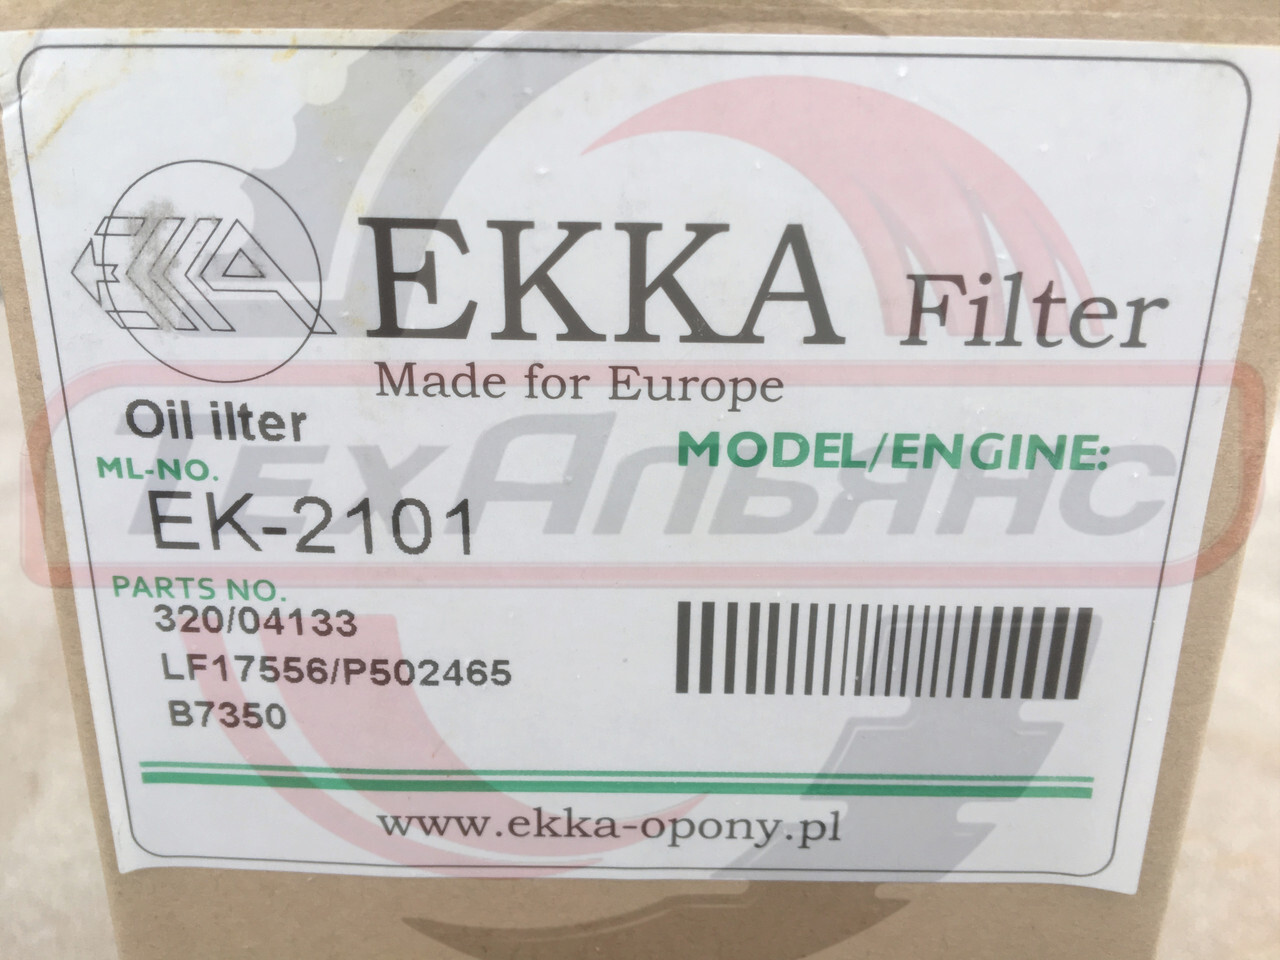 EKKA
EKKA Filter
Made for Europe
Oil ilter
MODEL/ENGINE:
ТехАльянс
ML-NO.
EK-2101
PARTS NO.
320/04133
LF17556/P502465
B7350
www.ekka-opony.pl